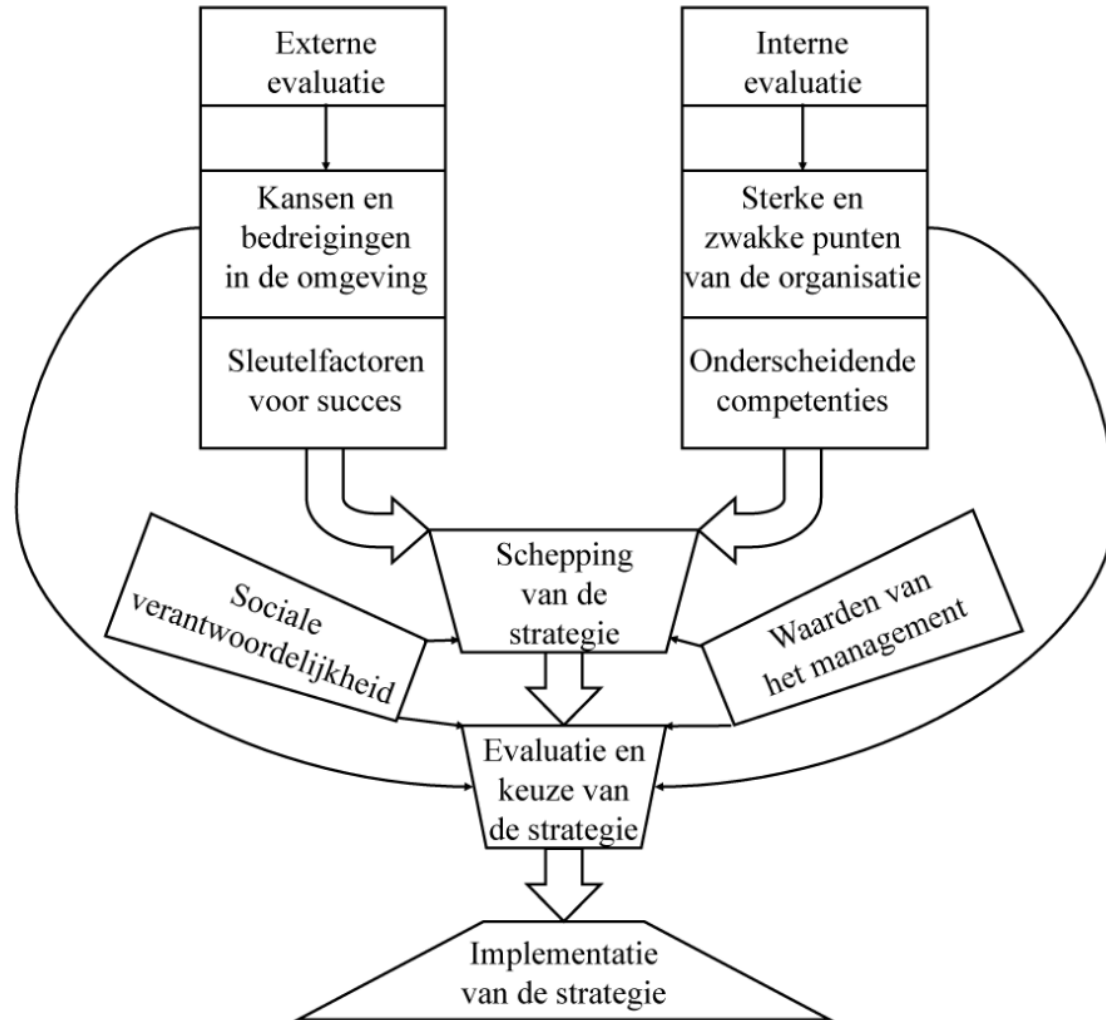 Externe
evaluatie
Interne
evaluatie
Kansen en
bedreigingen
in de omgeving
Sterke en
zwakke punten
van de organisatie
Sleutelfactoren
voor succes
Onderscheidende
competenties
Schepping
van de
strategie
Sociale
verantwoordelijkheid
Waarden van
het management
Evaluatie en
keuze van
de strategie
Implementatie
van de strategie